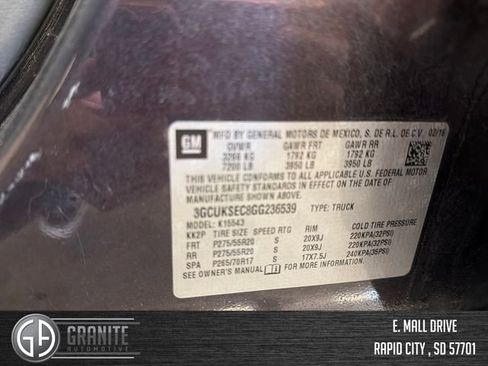 GM
MFD BY GENERAL MOTORS DE MEXICO, S. DE R.L. DE C.V. 02/16
GVWR GAWR FRT GAWR RR
3266 KG 1792 KG 1792 KG
7200 LB 3950 LB 3950 LB
THIS VEHICLE CONFORMS TO ALL APPLICABLE U.S. FEDERAL MOTOR
VEHICLE SAFETY STANDARDS IN EFFECT ON THE DATE OF
MANUFACTURE SHOWN ABOVE.
3GCUKSEC8GG236539 TYPE: TRUCK
MODEL: K15543
KK2P TIRE SIZE SPEED RTG RIM COLD TIRE PRESSURE
FRT P275/55R20 S 20X9J 220KPA(32PSI)
RR P275/55R20 S 20X9J 220KPA(32PSI)
SPA P265/70R17 S 17X7.5J 240KPA(35PSI)
SEE OWNER'S MANUAL FOR MORE INFORMATION.
GA GRANITE
AUTOMOTIVE
E. MALL DRIVE
RAPID CITY , SD 57701